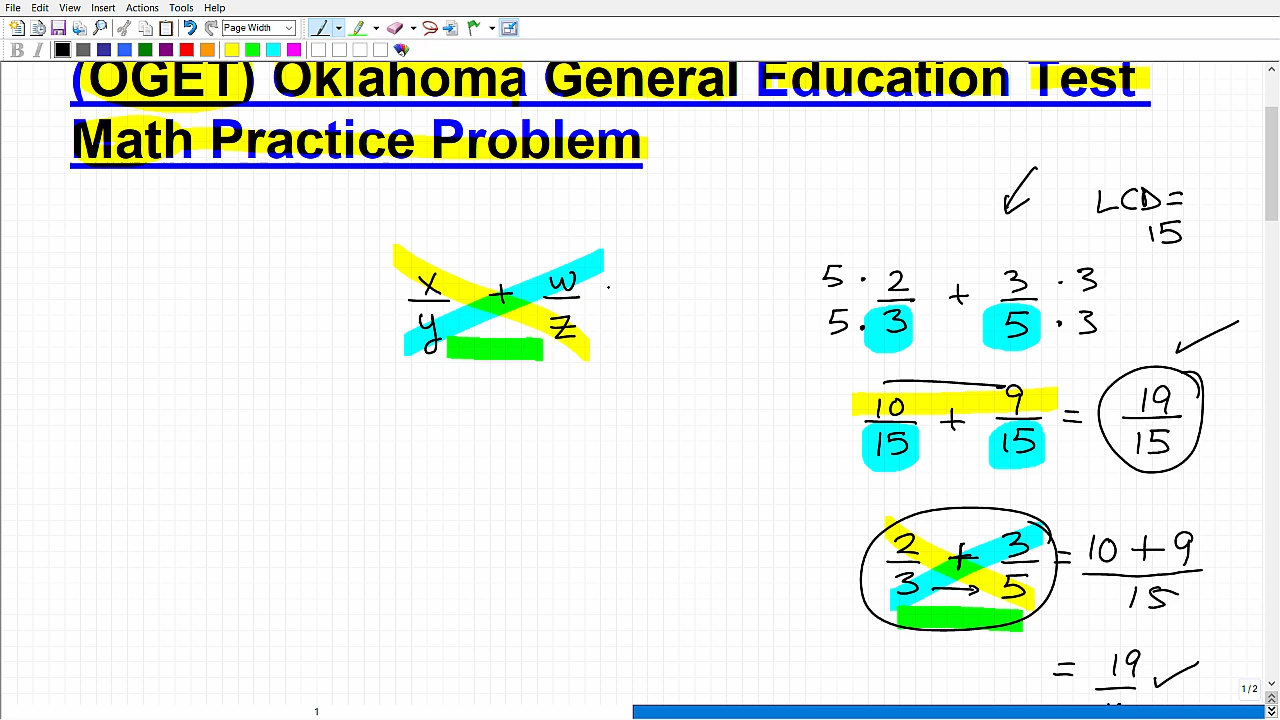 File Edit View Insert Actions Tools Help
Page Width
B I
(OGET) Oklahoma General Education Test
Math Practice Problem
LCD =
15
x/y + w/z
5 · 2/5 · 3 + 3 · 3/5 · 3
10/15 + 9/15 = 19/15
2/3 + 3/5 = 10 + 9/15
= 19
1/2
1